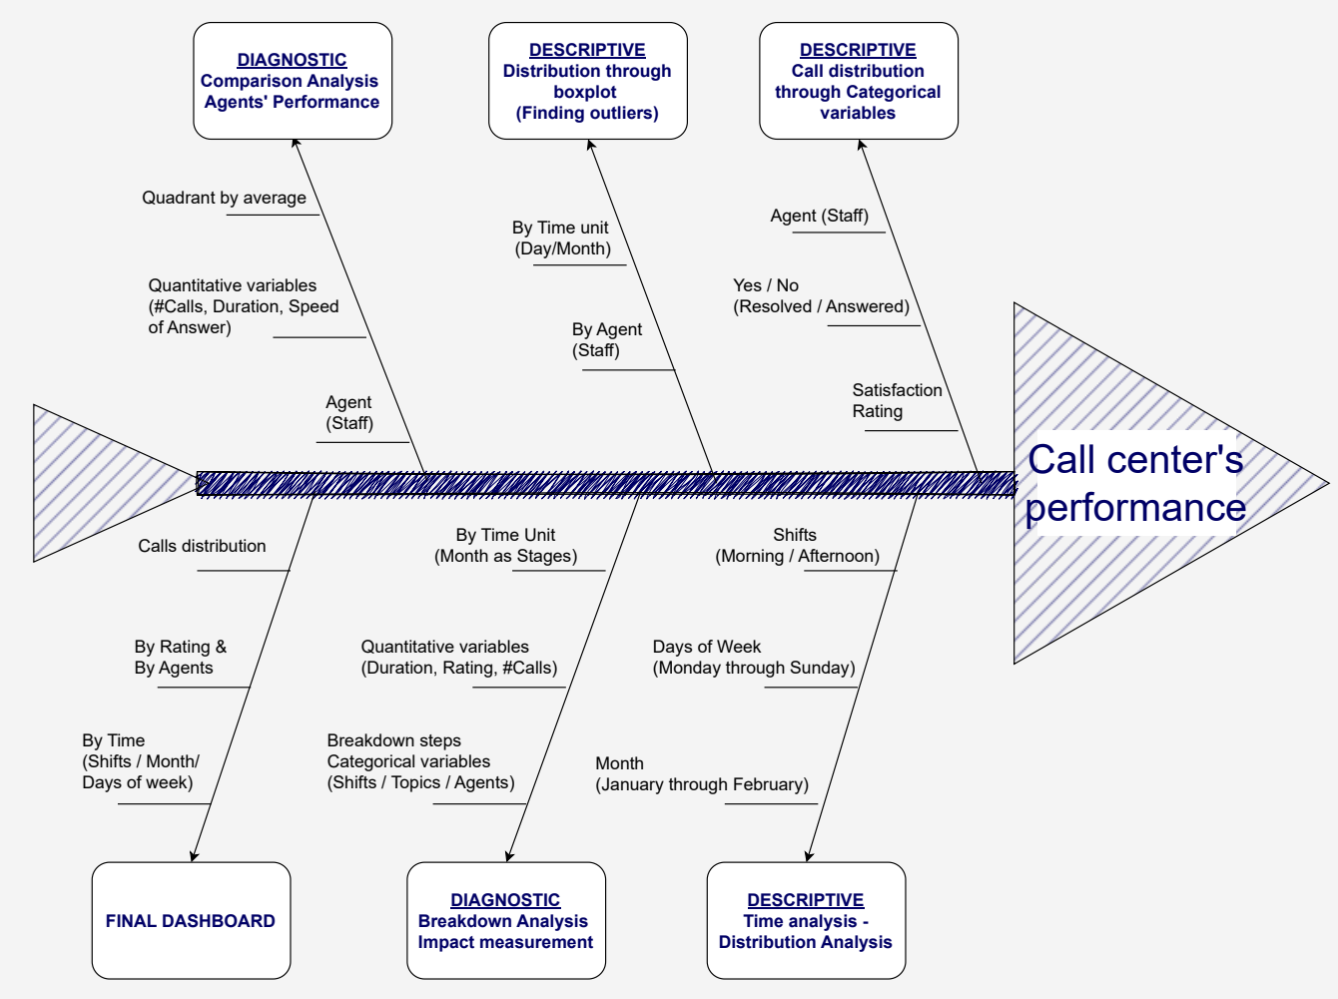 DIAGNOSTIC
Comparison Analysis
Agents' Performance
Quadrant by average
Quantitative variables
(#Calls, Duration, Speed
of Answer)
Agent
(Staff)
DESCRIPTIVE
Distribution through
boxplot
(Finding outliers)
By Time unit
(Day/Month)
By Agent
(Staff)
DESCRIPTIVE
Call distribution
through Categorical
variables
Agent (Staff)
Yes / No
(Resolved / Answered)
Satisfaction
Rating
Call center's
performance
Calls distribution
By Rating &
By Agents
By Time
(Shifts / Month/
Days of week)
FINAL DASHBOARD
By Time Unit
(Month as Stages)
Quantitative variables
(Duration, Rating, #Calls)
Breakdown steps
Categorical variables
(Shifts / Topics / Agents)
DIAGNOSTIC
Breakdown Analysis
Impact measurement
Shifts
(Morning / Afternoon)
Days of Week
(Monday through Sunday)
Month
(January through February)
DESCRIPTIVE
Time analysis -
Distribution Analysis